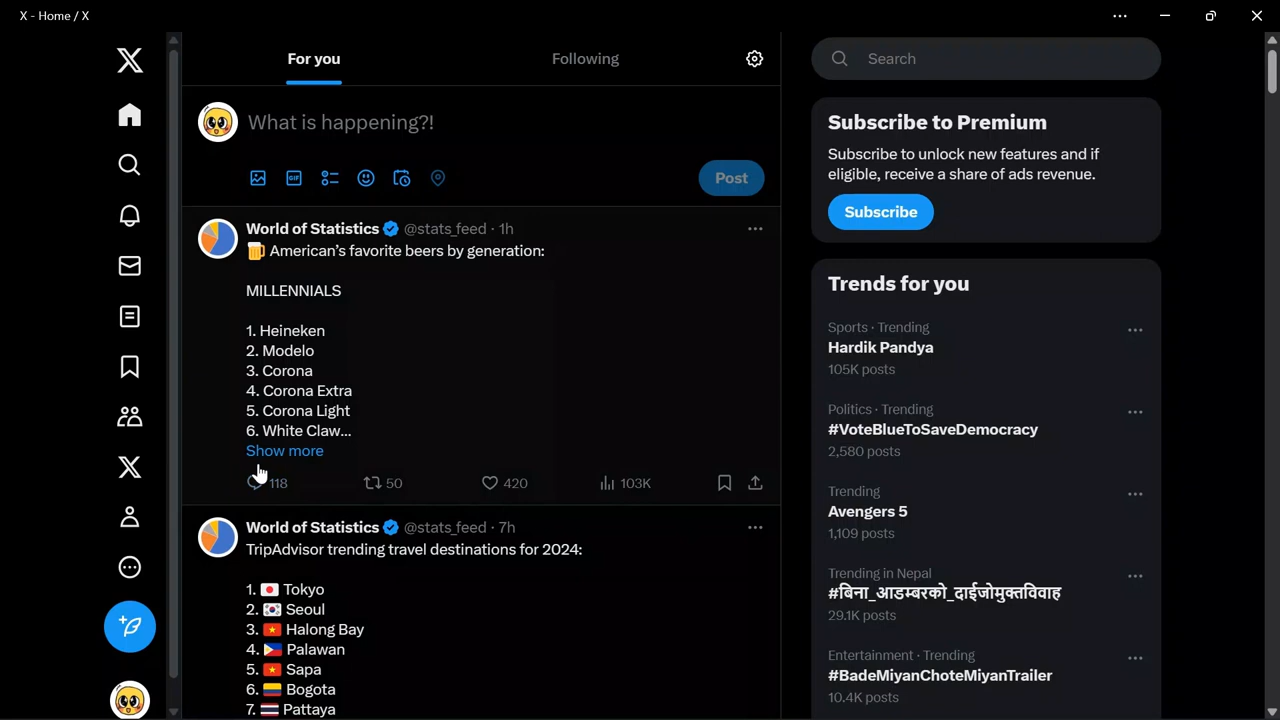 X - Home / X
For you
Following
Search
What is happening?!
GIF
Post
Subscribe to Premium
Subscribe to unlock new features and if
eligible, receive a share of ads revenue.
Subscribe
World of Statistics @stats_feed · 1h
🍺 American's favorite beers by generation:
MILLENNIALS
1. Heineken
2. Modelo
3. Corona
4. Corona Extra
5. Corona Light
6. White Claw...
Show more
118 50 420 103K
World of Statistics @stats_feed · 7h
TripAdvisor trending travel destinations for 2024:
1. 🇯🇵 Tokyo
2. 🇰🇷 Seoul
3. 🇻🇳 Halong Bay
4. 🇵🇭 Palawan
5. 🇻🇳 Sapa
6. 🇨🇴 Bogota
7. 🇹🇭 Pattaya
Trends for you
Sports · Trending
Hardik Pandya
105K posts
Politics · Trending
#VoteBlueToSaveDemocracy
2,580 posts
Trending
Avengers 5
1,109 posts
Trending in Nepal
#बिना_आडम्बरको_दाईजोमुक्तविवाह
29.1K posts
Entertainment · Trending
#BadeMiyanChoteMiyanTrailer
10.4K posts